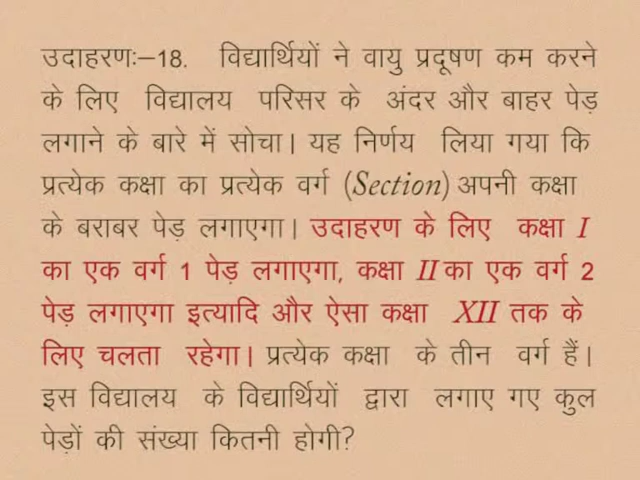 उदाहरणः–18. विद्यार्थियों ने वायु प्रदूषण कम करने
के लिए विद्यालय परिसर के अंदर और बाहर पेड़
लगाने के बारे में सोचा। यह निर्णय लिया गया कि
प्रत्येक कक्षा का प्रत्येक वर्ग (Section) अपनी कक्षा
के बराबर पेड़ लगाएगा। उदाहरण के लिए कक्षा I
का एक वर्ग 1 पेड़ लगाएगा, कक्षा II का एक वर्ग 2
पेड़ लगाएगा इत्यादि और ऐसा कक्षा XII तक के
लिए चलता रहेगा। प्रत्येक कक्षा के तीन वर्ग हैं।
इस विद्यालय के विद्यार्थियों द्वारा लगाए गए कुल
पेड़ों की संख्या कितनी होगी?